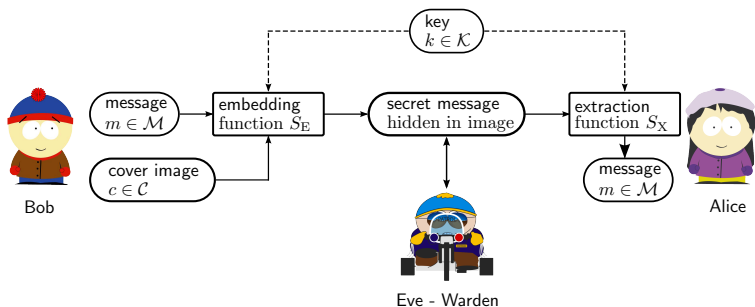 key
k ∈ 𝒦
message
m ∈ ℳ
embedding
function S_E
secret message
hidden in image
extraction
function S_X
cover image
c ∈ 𝒞
message
m ∈ ℳ
Bob
Alice
Eve - Warden